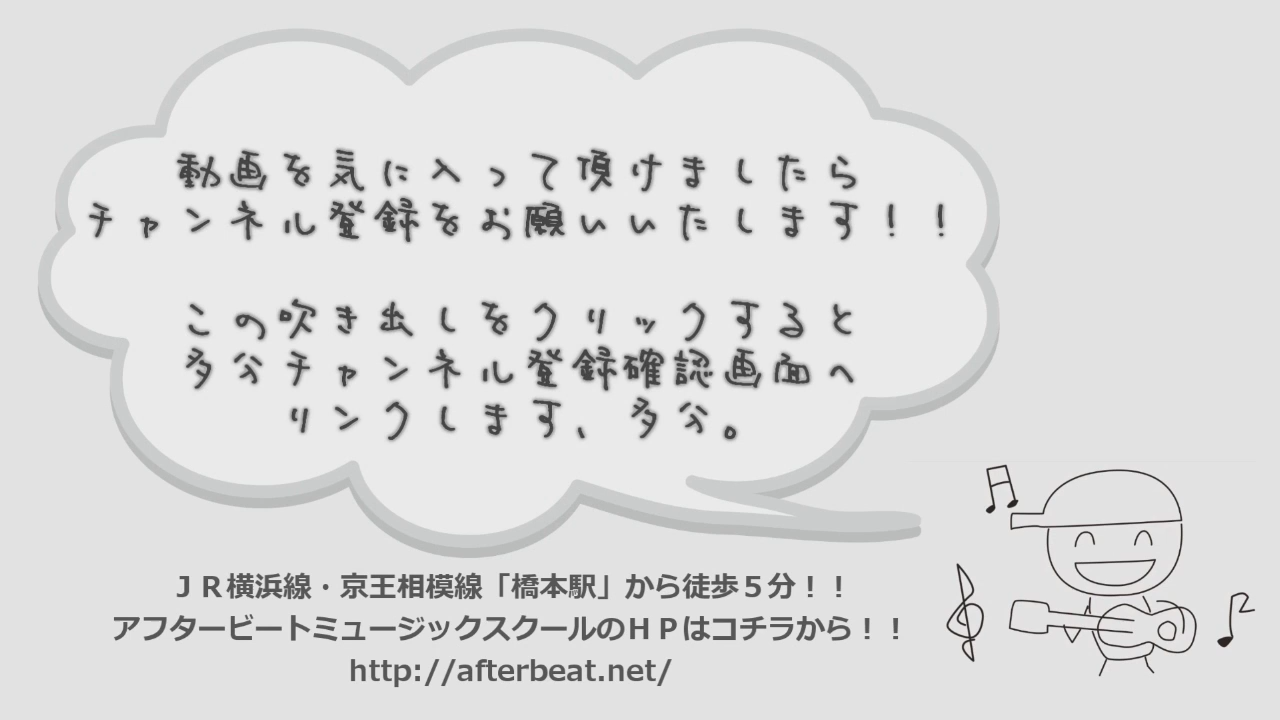 動画を気に入って頂けましたら
チャンネル登録をお願いいたします！！
この吹き出しをクリックすると
多分チャンネル登録確認画面へ
リンクします、多分。
ＪＲ横浜線・京王相模線「橋本駅」から徒歩５分！！
アフタービートミュージックスクールのＨＰはコチラから！！
http://afterbeat.net/